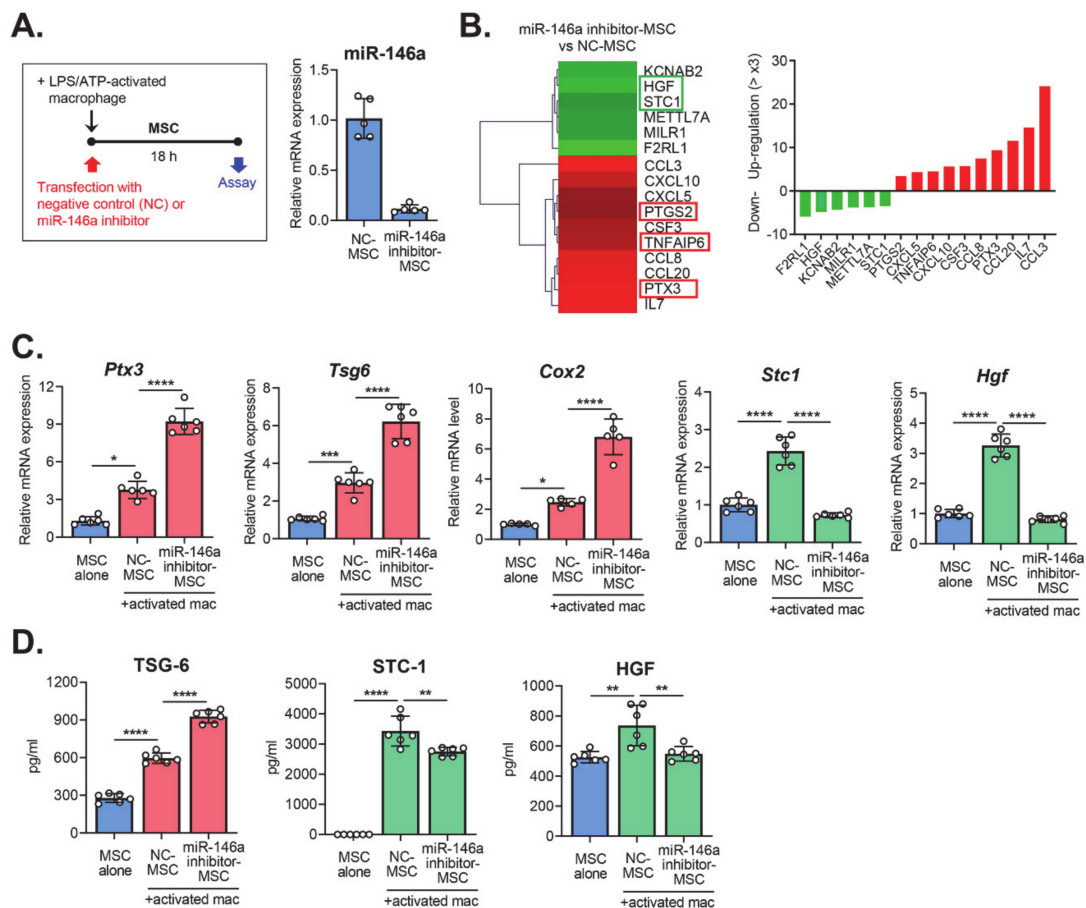 A.
+ LPS/ATP-activated
macrophage
MSC
18 h
Transfection with
negative control (NC) or
miR-146a inhibitor
Assay
miR-146a
Relative mRNA expression
1.5
1.0
0.5
0.0
NC-
MSC
miR-146a
inhibitor-
MSC
B.
miR-146a inhibitor-MSC
vs NC-MSC
KCNAB2
HGF
STC1
METTL7A
MILR1
F2RL1
CCL3
CXCL10
CXCL5
PTGS2
CSF3
TNFAIP6
CCL8
CCL20
PTX3
IL7
Down- Up-regulation (> x3)
30
20
10
0
-10
F2RL1
HGF
KCNAB2
MILR1
METTL7A
STC1
PTGS2
CXCL5
TNFAIP6
CXCL10
CSF3
CCL8
PTX3
CCL20
IL7
CCL3
C.
Ptx3
Relative mRNA expression
12
9
6
3
0
*
****
MSC
alone
NC-
MSC
miR-146a
inhibitor-
MSC
+activated mac
Tsg6
Relative mRNA expression
8
6
4
2
0
***
****
MSC
alone
NC-
MSC
miR-146a
inhibitor-
MSC
+activated mac
Cox2
Relative mRNA level
8
6
4
2
0
*
****
MSC
alone
NC-
MSC
miR-146a
inhibitor-
MSC
+activated mac
Stc1
Relative mRNA expression
3
2
1
0
****
****
MSC
alone
NC-
MSC
miR-146a
inhibitor-
MSC
+activated mac
Hgf
Relative mRNA expression
4
3
2
1
0
****
****
MSC
alone
NC-
MSC
miR-146a
inhibitor-
MSC
+activated mac
D.
TSG-6
pg/ml
1200
900
600
300
0
****
****
MSC
alone
NC-
MSC
miR-146a
inhibitor-
MSC
+activated mac
STC-1
pg/ml
5000
4000
3000
2000
1000
0
****
**
MSC
alone
NC-
MSC
miR-146a
inhibitor-
MSC
+activated mac
HGF
pg/ml
1000
800
600
400
200
0
**
**
MSC
alone
NC-
MSC
miR-146a
inhibitor-
MSC
+activated mac